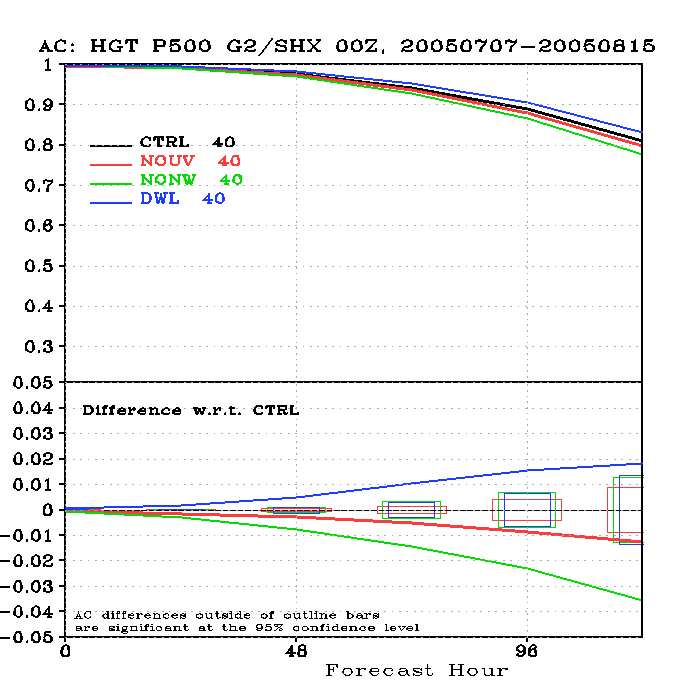 AC: HGT P500 G2/SHX 00Z, 20050707-20050815
1
0.9
0.8
0.7
0.6
0.5
0.4
0.3
CTRL 40
NOUV 40
NONW 40
DWL 40
0.05
0.04
0.03
0.02
0.01
0
-0.01
-0.02
-0.03
-0.04
-0.05
Difference w.r.t. CTRL
AC differences outside of outline bars
are significant at the 95% confidence level
0 48 96
Forecast Hour